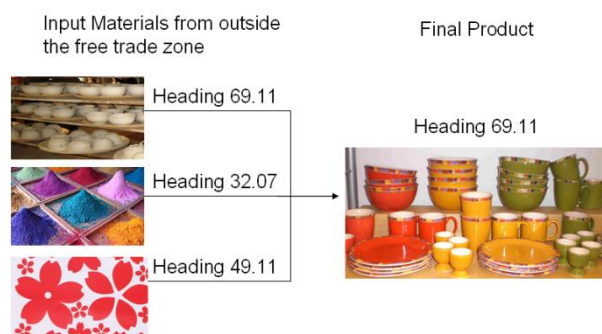 Input Materials from outside
the free trade zone
Final Product
Heading 69.11
Heading 32.07
Heading 49.11
Heading 69.11